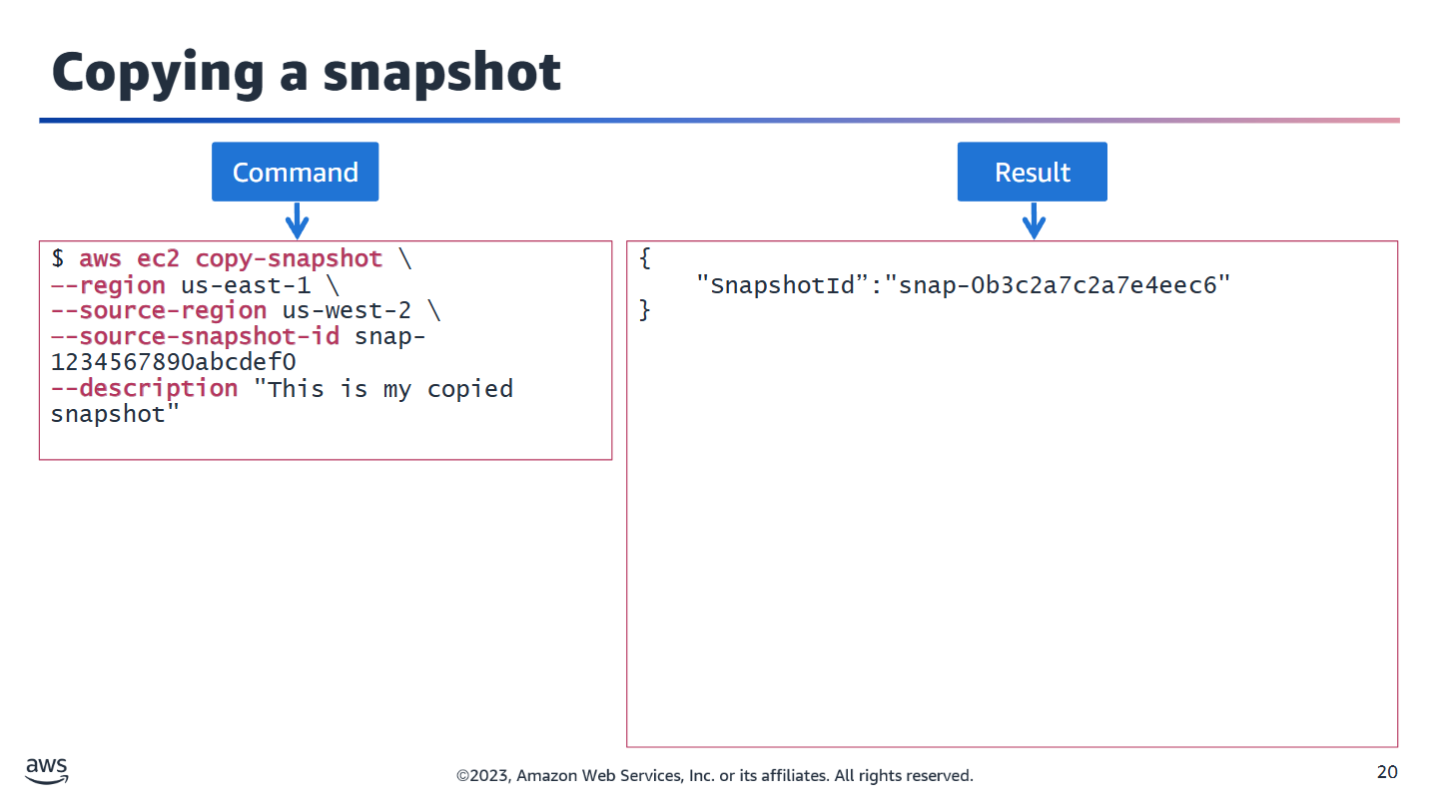 Copying a snapshot
Command
$ aws ec2 copy-snapshot \
--region us-east-1 \
--source-region us-west-2 \
--source-snapshot-id snap-
1234567890abcdef0
--description "This is my copied
snapshot"
Result
{
"SnapshotId”:"snap-0b3c2a7c2a7e4eec6"
}
aws
©2023, Amazon Web Services, Inc. or its affiliates. All rights reserved.
20